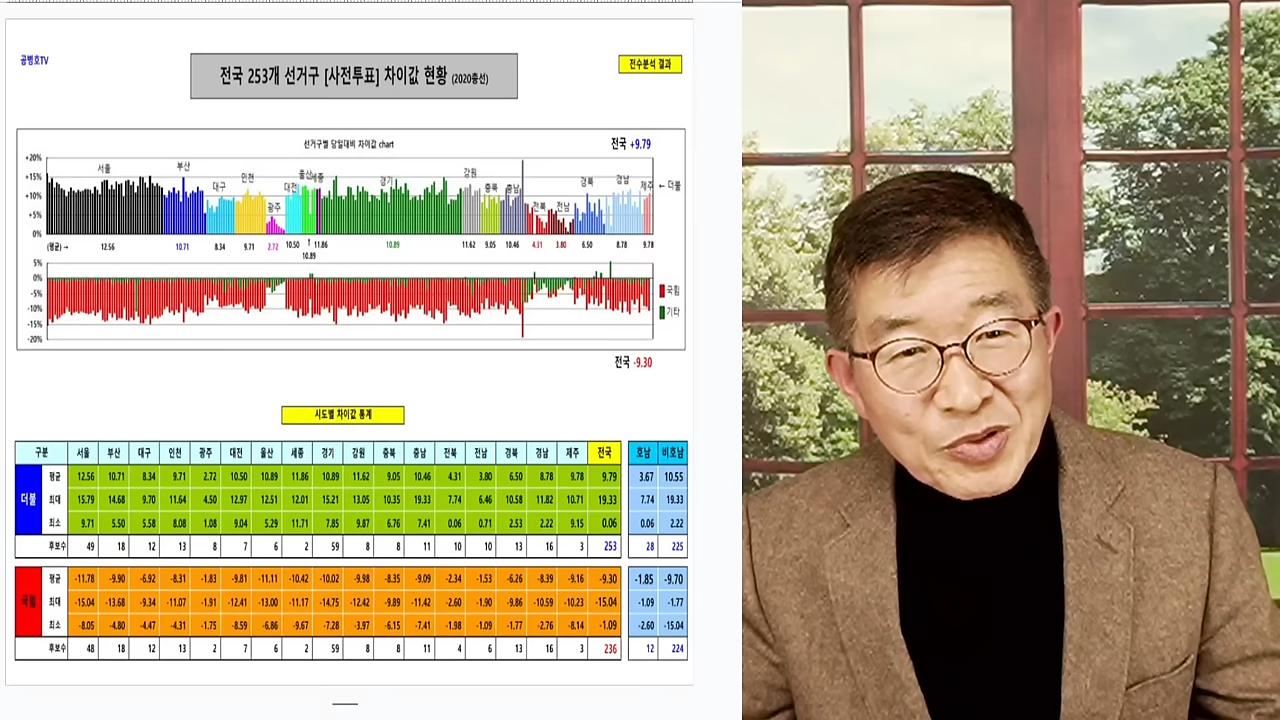 공병호TV
전국 253개 선거구 [사전투표] 차이값 현황 (2020총선)
전수분석 결과
선거구별 당일대비 차이값 chart
전국 +9.79
+20%
+15%
+10%
+5%
0%
서울 부산 대구 인천 광주 대전 울산 세종 경기 강원 충북 충남 전북 전남 경북 경남 제주
← 더불
(평균) → 12.56 10.71 8.34 9.71 2.72 10.50 ↑ 11.86 10.89 11.62 9.05 10.46 4.31 3.80 6.50 8.78 9.78
10.89
5%
0%
-5%
-10%
-15%
-20%
국힘
기타
전국 -9.30
시도별 차이값 통계
구분 서울 부산 대구 인천 광주 대전 울산 세종 경기 강원 충북 충남 전북 전남 경북 경남 제주 전국 호남 비호남
더불
평균 12.56 10.71 8.34 9.71 2.72 10.50 10.89 11.86 10.89 11.62 9.05 10.46 4.31 3.80 6.50 8.78 9.78 9.79 3.67 10.55
최대 15.79 14.68 9.70 11.64 4.50 12.97 12.51 12.01 15.21 13.05 10.35 19.33 7.74 6.46 10.58 11.82 10.71 19.33 7.74 19.33
최소 9.71 5.50 5.58 8.08 1.08 9.04 5.29 11.71 7.85 9.87 6.76 7.41 0.06 0.71 2.53 2.22 9.15 0.06 0.06 2.22
후보수 49 18 12 13 8 7 6 2 59 8 8 11 10 10 13 16 3 253 28 225
국힘
평균 -11.78 -9.90 -6.92 -8.31 -1.83 -9.81 -11.11 -10.42 -10.02 -9.98 -8.35 -9.09 -2.34 -1.53 -6.26 -8.39 -9.16 -9.30 -1.85 -9.70
최대 -15.04 -13.68 -9.34 -11.07 -1.91 -12.41 -13.00 -11.17 -14.75 -12.42 -9.89 -11.42 -2.60 -1.90 -9.86 -10.59 -10.23 -15.04 -1.09 -1.77
최소 -8.05 -4.80 -4.47 -4.31 -1.75 -8.59 -6.86 -9.67 -7.28 -3.97 -6.15 -7.41 -1.98 -1.09 -1.77 -2.76 -8.14 -1.09 -2.60 -15.04
후보수 48 18 12 13 2 7 6 2 59 8 8 11 4 6 13 16 3 236 12 224